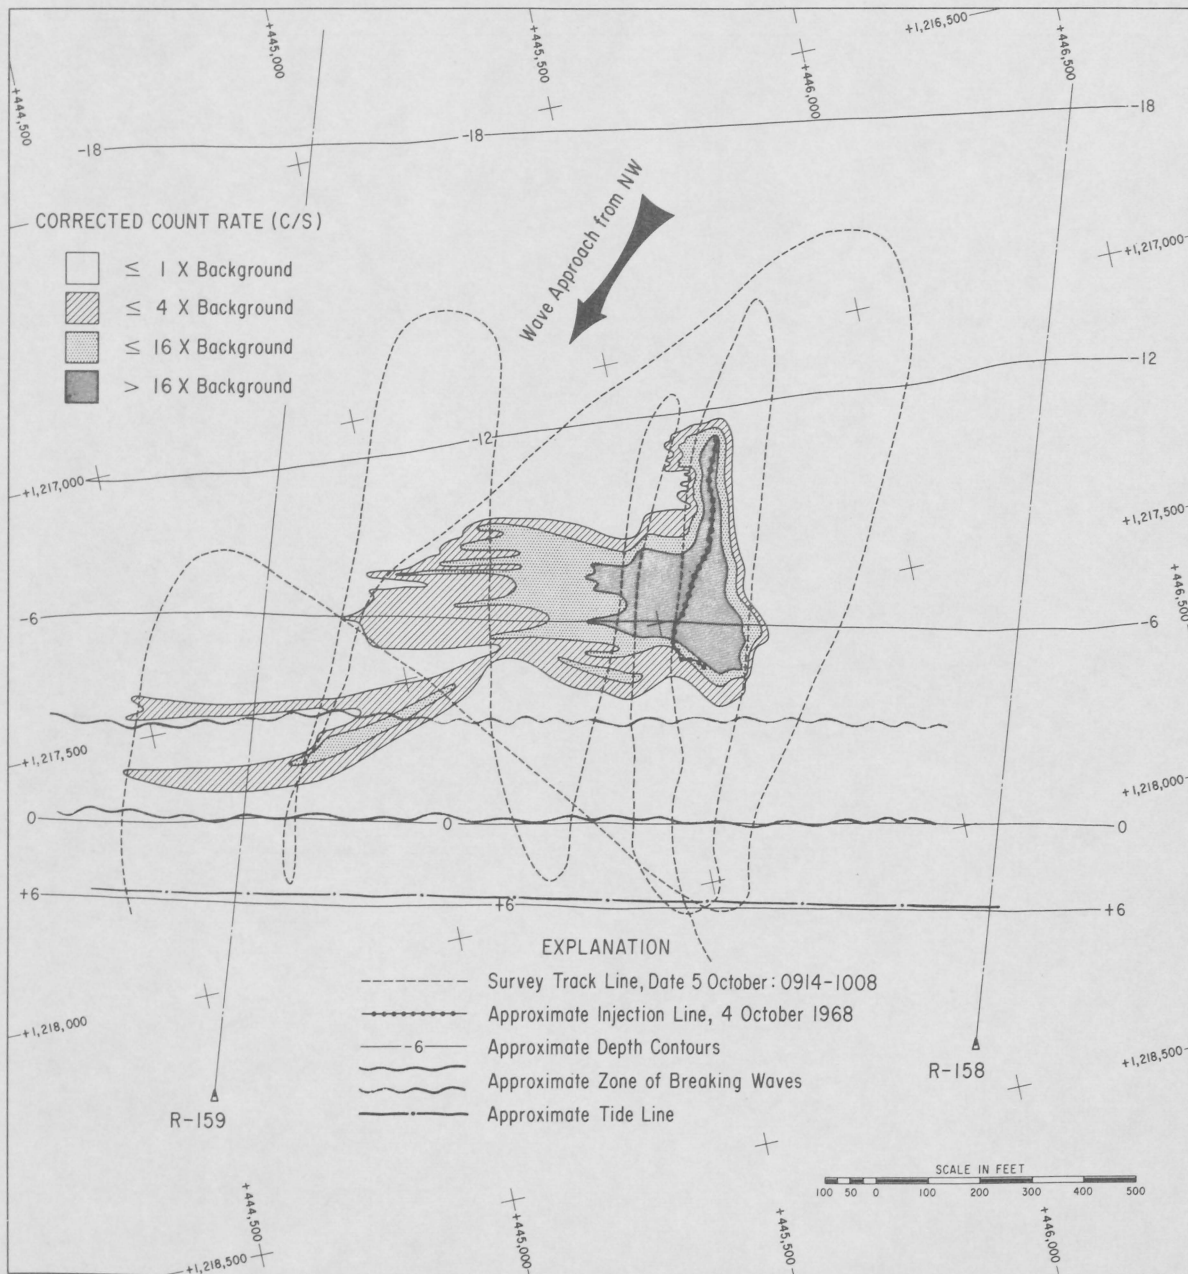 +445,000
+445,500
+446,000
+1,216,500
+446,500
+444,500
-18
-18
-18
Wave Approach from NW
CORRECTED COUNT RATE (C/S)
≤ 1 X Background
≤ 4 X Background
≤ 16 X Background
> 16 X Background
+1,217,000
-12
-12
-12
+1,217,000
+1,217,500
+446,500
-6
-6
+1,217,500
+1,218,000
0
0
0
+6
+6
+6
EXPLANATION
Survey Track Line, Date 5 October: 0914-1008
Approximate Injection Line, 4 October 1968
-6
Approximate Depth Contours
Approximate Zone of Breaking Waves
Approximate Tide Line
+1,218,000
R-159
R-158
+1,218,500
SCALE IN FEET
100 50 0 100 200 300 400 500
+444,500
+1,218,500
+445,000
+445,500
+446,000